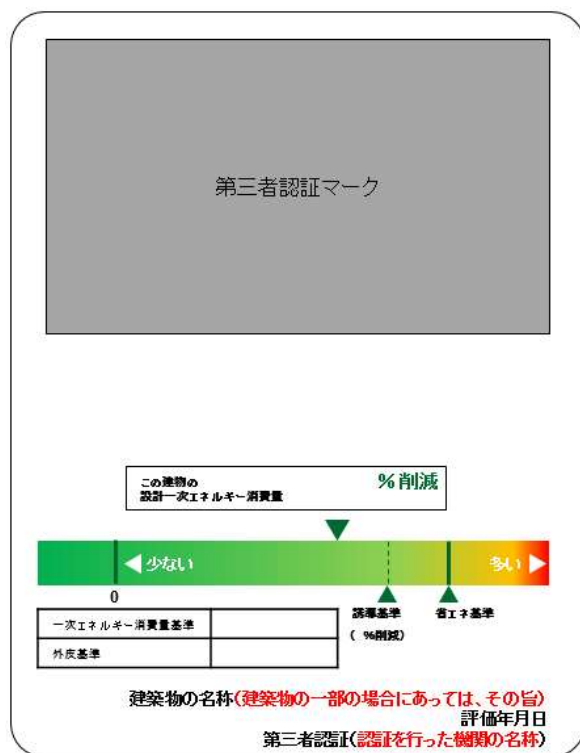 第三者認証マーク
この建物の
設計一次エネルギー消費量
%削減
少ない
多い
0
誘導基準
( %削減)
省エネ基準
一次エネルギー消費量基準
外皮基準
建築物の名称(建築物の一部の場合にあっては、その旨)
評価年月日
第三者認証(認証を行った機関の名称)